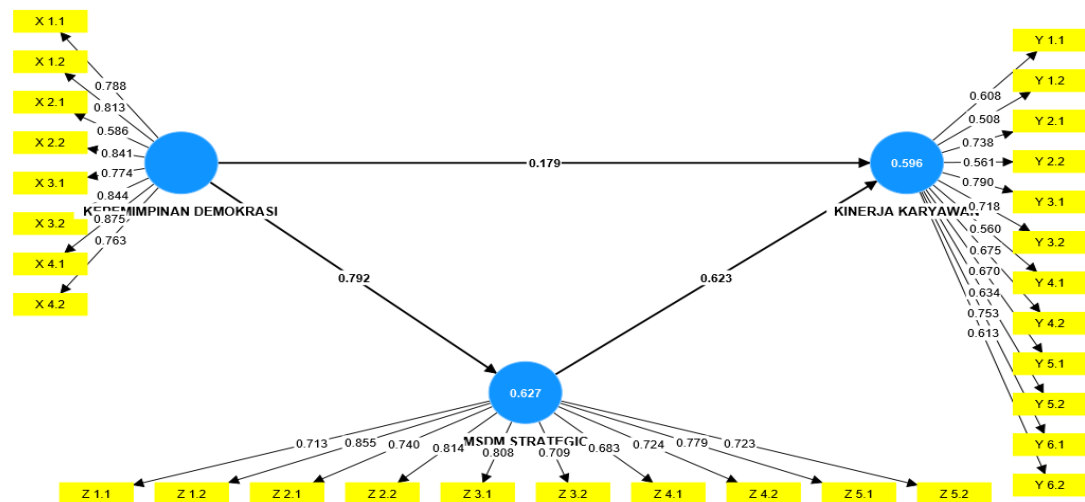 X 1.1
X 1.2
X 2.1
X 2.2
X 3.1
X 3.2
X 4.1
X 4.2
0.788
0.813
0.586
0.841
0.774
0.844
0.875
0.763
KEPEMIMPINAN DEMOKRASI
0.179
0.792
0.623
0.596
KINERJA KARYAWAN
0.608
0.508
0.738
0.561
0.790
0.718
0.560
0.675
0.670
0.634
0.753
0.613
Y 1.1
Y 1.2
Y 2.1
Y 2.2
Y 3.1
Y 3.2
Y 4.1
Y 4.2
Y 5.1
Y 5.2
Y 6.1
Y 6.2
0.627
MSDM STRATEGIC
0.713
0.855
0.740
0.814
0.808
0.709
0.683
0.724
0.779
0.723
Z 1.1
Z 1.2
Z 2.1
Z 2.2
Z 3.1
Z 3.2
Z 4.1
Z 4.2
Z 5.1
Z 5.2